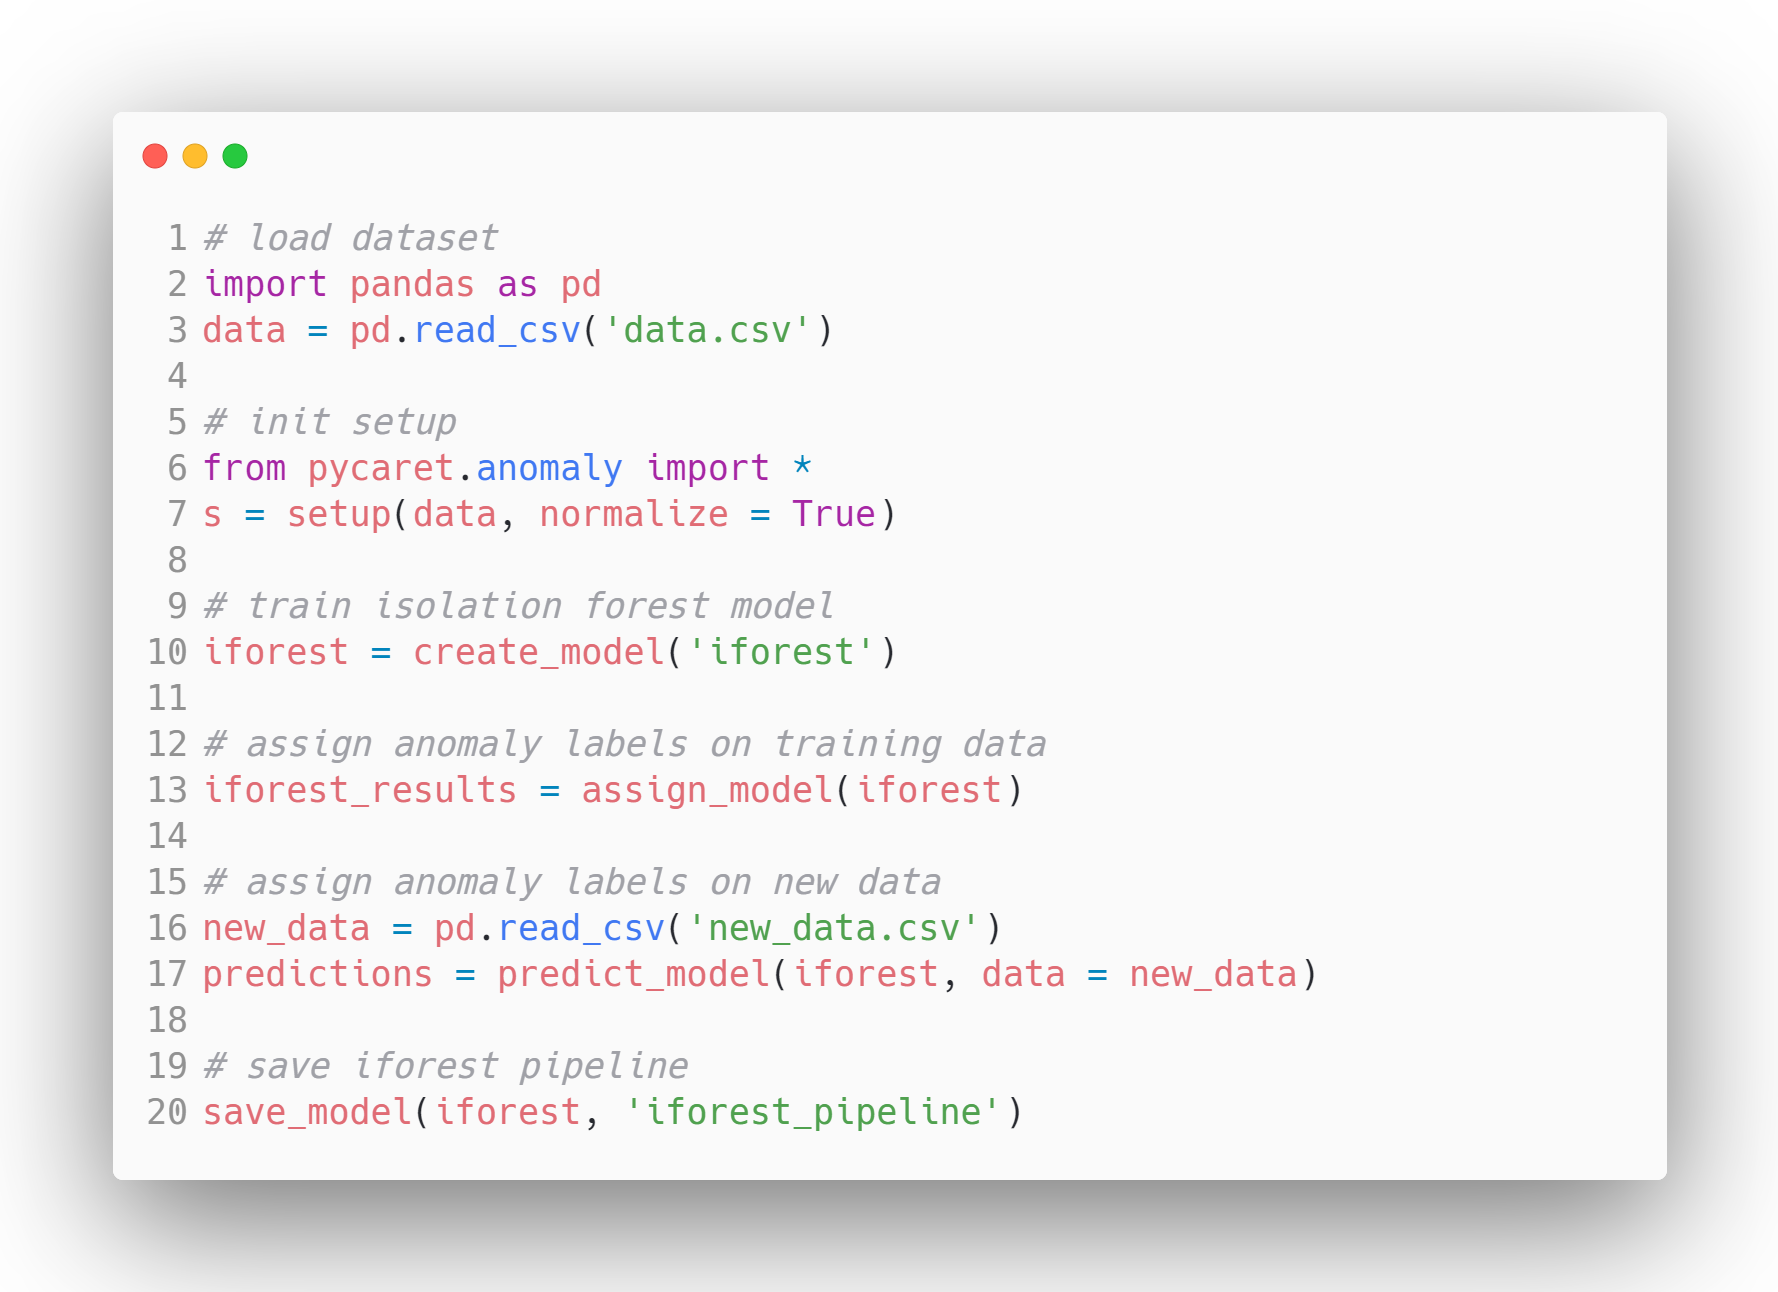 1 # load dataset
2 import pandas as pd
3 data = pd.read_csv('data.csv')
4
5 # init setup
6 from pycaret.anomaly import *
7 s = setup(data, normalize = True)
8
9 # train isolation forest model
10 iforest = create_model('iforest')
11
12 # assign anomaly labels on training data
13 iforest_results = assign_model(iforest)
14
15 # assign anomaly labels on new data
16 new_data = pd.read_csv('new_data.csv')
17 predictions = predict_model(iforest, data = new_data)
18
19 # save iforest pipeline
20 save_model(iforest, 'iforest_pipeline')